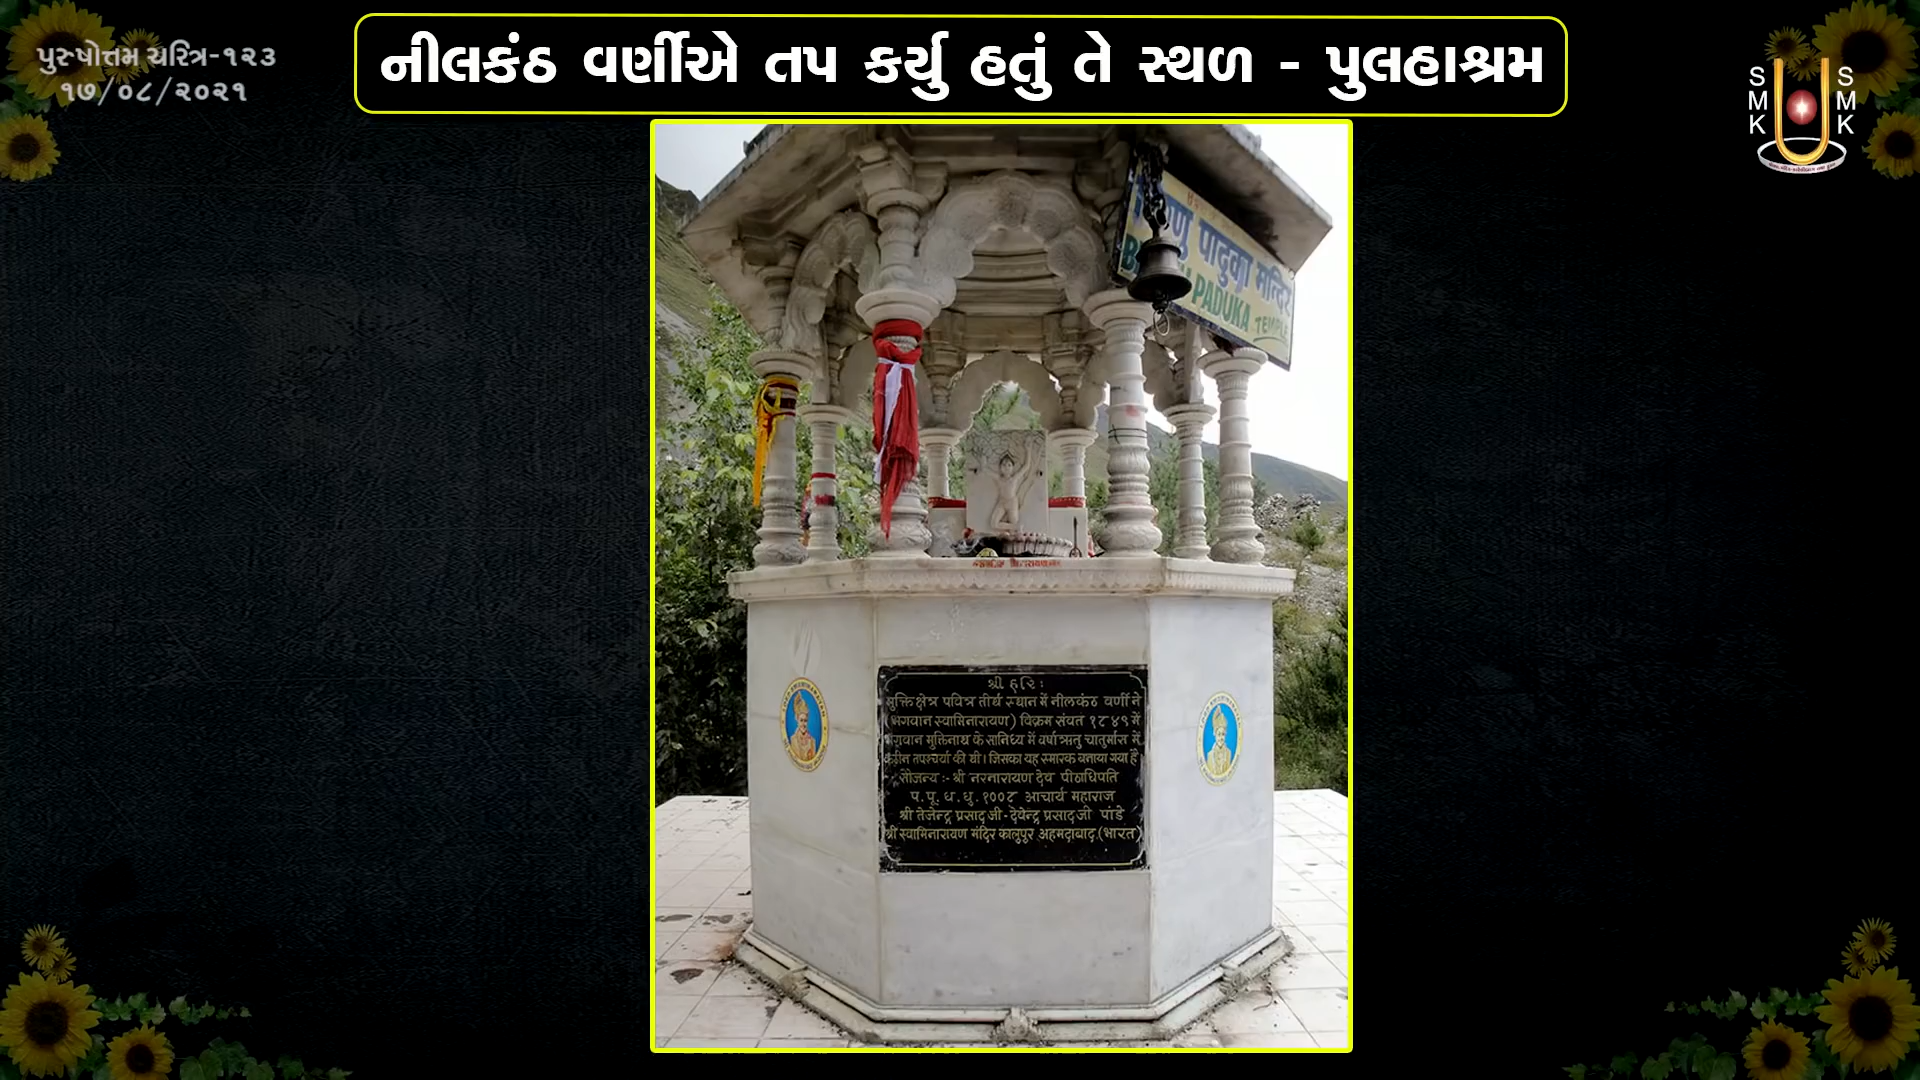 પુરુષોત્તમ ચરિત્ર-૧૨૩
૧૭/૦૮/૨૦૨૧
નીલકંઠ વર્ણીએ તપ કર્યુ હતું તે સ્થળ - પુલહાશ્રમ
S S
M M
K K
पादुका मन्दिर
PADUKA TEMPLE
श्री हरि :
मुक्ति क्षेत्र पवित्र तीर्थ स्थान में नीलकंठ वर्णी ने
(भगवान स्वामिनारायण) विक्रम संवत १८४९ में
भगवान मुक्तिनाथ के सानिध्य में वर्षाऋतु चातुर्मास में
कठीन तपश्चर्या की थी। जिसका यह स्मारक बनाया गया है
सौजन्य :- श्री नरनारायण देव पीठाधिपति
प. पू. ध. धु. १००८ आचार्य महाराज
श्री तेजेन्द्र प्रसादजी - देवेन्द्र प्रसादजी पांडे
श्री स्वामिनारायण मंदिर कालुपुर अहमदाबाद.(भारत)